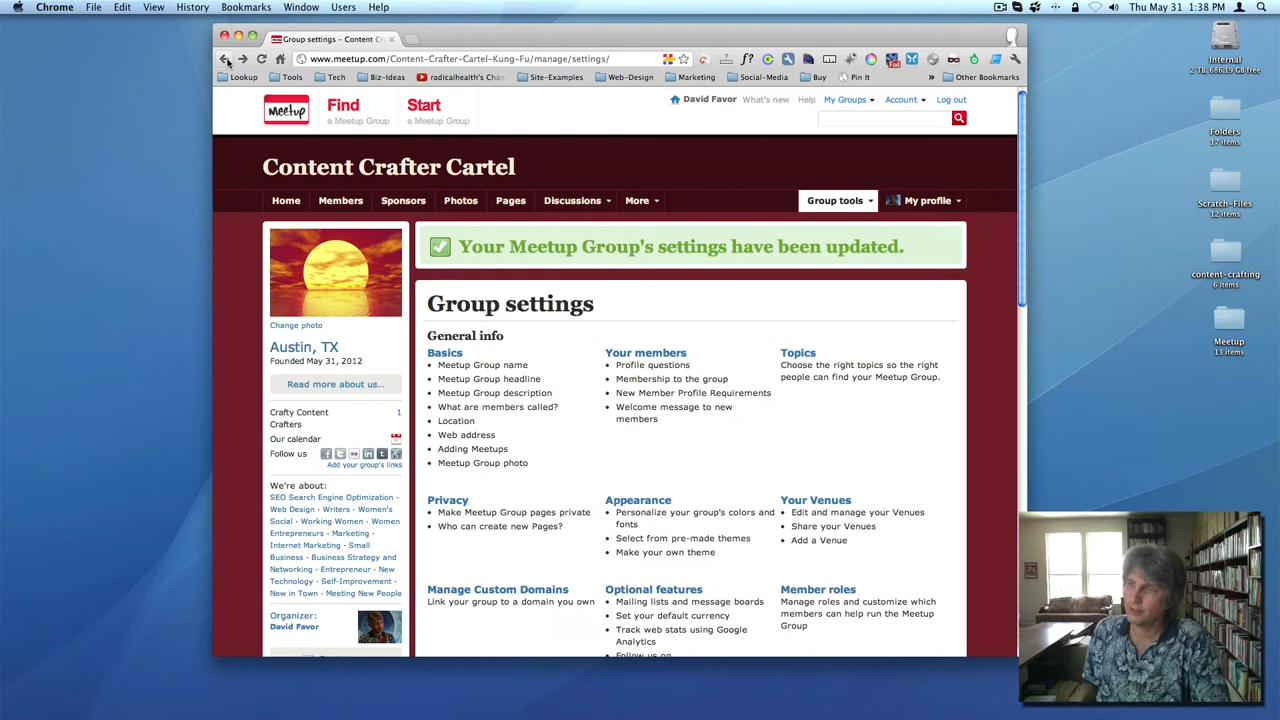 Chrome File Edit View History Bookmarks Window Users Help Thu May 31 1:38 PM
Group settings - Content Cr
www.meetup.com/Content-Crafter-Cartel-Kung-Fu/manage/settings/
Lookup Tools Tech Biz-Ideas radicalhealth's Chan Site-Examples Web-Design Marketing Social-Media Buy Pin It » Other Bookmarks
Meetup
Find
a Meetup Group
Start
a Meetup Group
David Favor What's new Help My Groups Account Log out
Content Crafter Cartel
Home Members Sponsors Photos Pages Discussions More Group tools My profile
Change photo
Austin, TX
Founded May 31, 2012
Read more about us...
Crafty Content Crafters 1
Our calendar
Follow us
Add your group's links
We're about:
SEO Search Engine Optimization ·
Web Design · Writers · Women's
Social · Working Women · Women
Entrepreneurs · Marketing ·
Internet Marketing · Small
Business · Business Strategy and
Networking · Entrepreneur · New
Technology · Self-Improvement ·
New in Town · Meeting New People
Organizer:
David Favor
Your Meetup Group's settings have been updated.
Group settings
General info
Basics
• Meetup Group name
• Meetup Group headline
• Meetup Group description
• What are members called?
• Location
• Web address
• Adding Meetups
• Meetup Group photo
Your members
• Profile questions
• Membership to the group
• New Member Profile Requirements
• Welcome message to new
members
Topics
Choose the right topics so the right
people can find your Meetup Group.
Privacy
• Make Meetup Group pages private
• Who can create new Pages?
Appearance
• Personalize your group's colors and
fonts
• Select from pre-made themes
• Make your own theme
Your Venues
• Edit and manage your Venues
• Share your Venues
• Add a Venue
Manage Custom Domains
Link your group to a domain you own
Optional features
• Mailing lists and message boards
• Set your default currency
• Track web stats using Google
Analytics
• Follow us on
Member roles
Manage roles and customize which
members can help run the Meetup
Group
Internal
2 TB, 686.19 GB free
Folders
17 items
Scratch-Files
12 items
content-crafting
6 items
Meetup
13 items